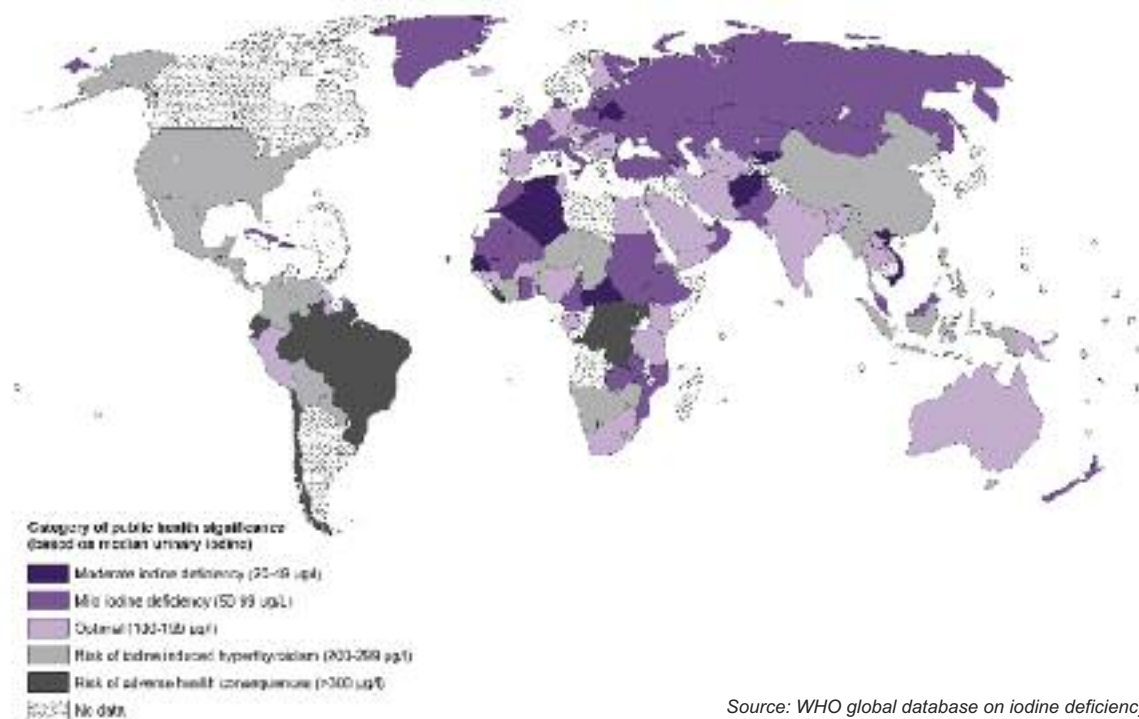 Category of public health significance
(based on median urinary iodine)
Moderate iodine deficiency (20-49 µg/l)
Mild iodine deficiency (50-99 µg/L)
Optimal (100-199 µg/l)
Risk of iodine induced hyperthyroidism (200-299 µg/l)
Risk of adverse health consequences (>300 µg/l)
No data
Source: WHO global database on iodine deficiency